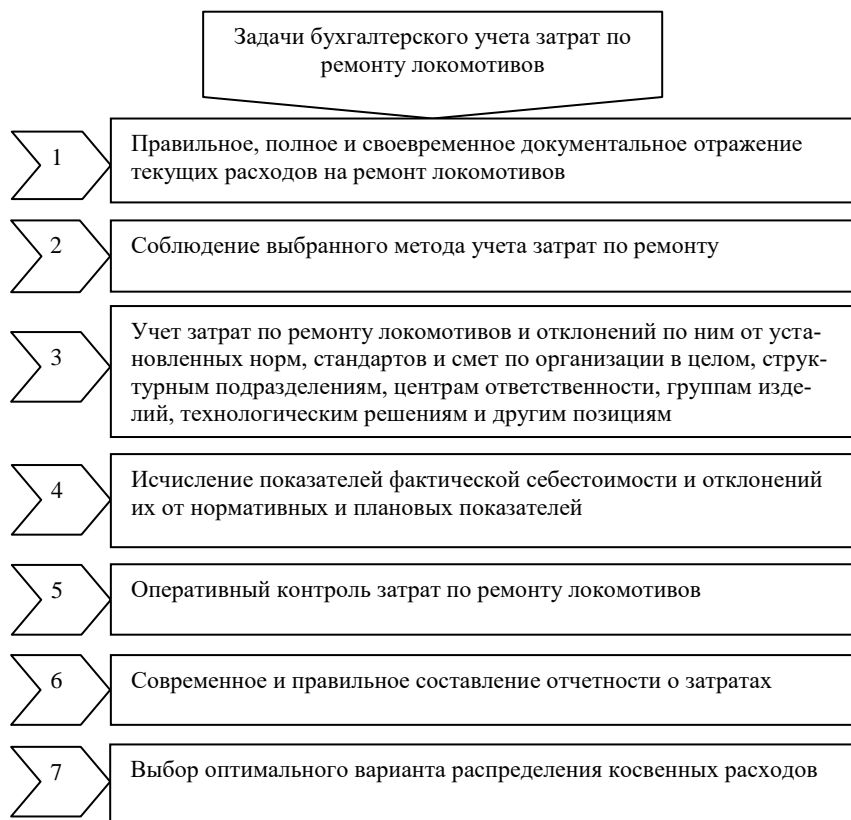 Задачи бухгалтерского учета затрат по
ремонту локомотивов
1
Правильное, полное и своевременное документальное отражение
текущих расходов на ремонт локомотивов
2
Соблюдение выбранного метода учета затрат по ремонту
3
Учет затрат по ремонту локомотивов и отклонений по ним от уста-
новленных норм, стандартов и смет по организации в целом, струк-
турным подразделениям, центрам ответственности, группам изде-
лий, технологическим решениям и другим позициям
4
Исчисление показателей фактической себестоимости и отклонений
их от нормативных и плановых показателей
5
Оперативный контроль затрат по ремонту локомотивов
6
Современное и правильное составление отчетности о затратах
7
Выбор оптимального варианта распределения косвенных расходов